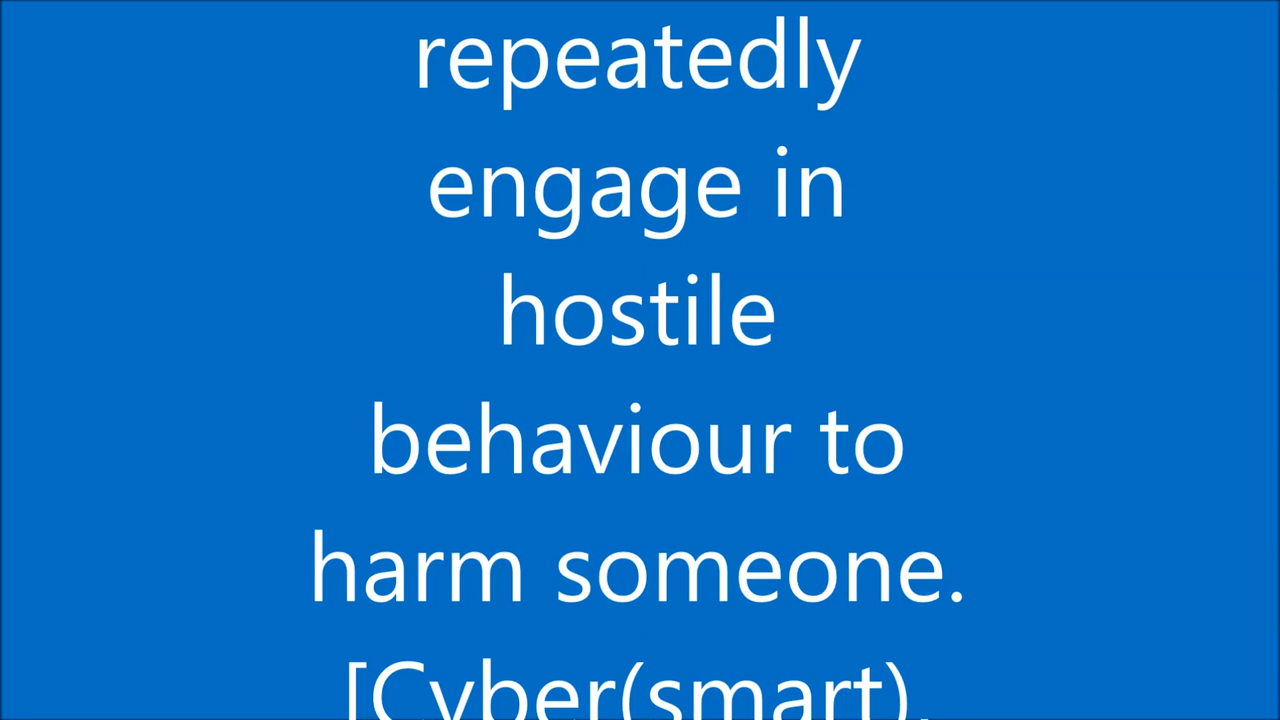 repeatedly
engage in
hostile
behaviour to
harm someone.
[Cyber(smart).